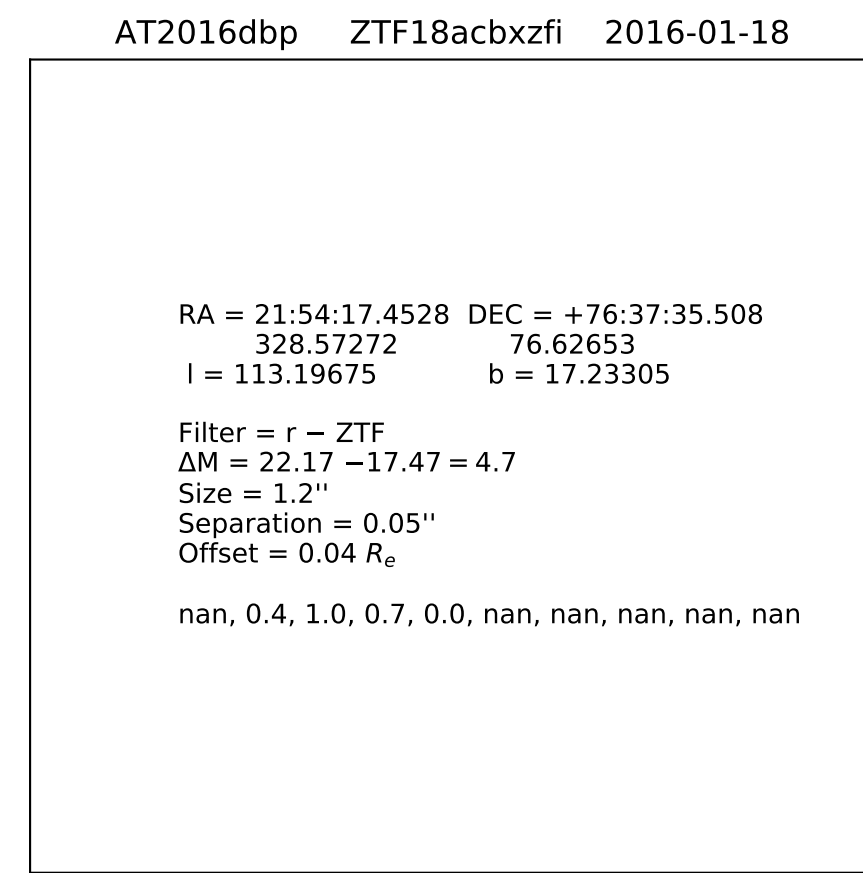 AT2016dbp ZTF18acbxzfi 2016-01-18
RA = 21:54:17.4528 DEC = +76:37:35.508
328.57272 76.62653
l = 113.19675 b = 17.23305
Filter = r − ZTF
ΔM = 22.17 −17.47 = 4.7
Size = 1.2''
Separation = 0.05''
Offset = 0.04 Rₑ
nan, 0.4, 1.0, 0.7, 0.0, nan, nan, nan, nan, nan